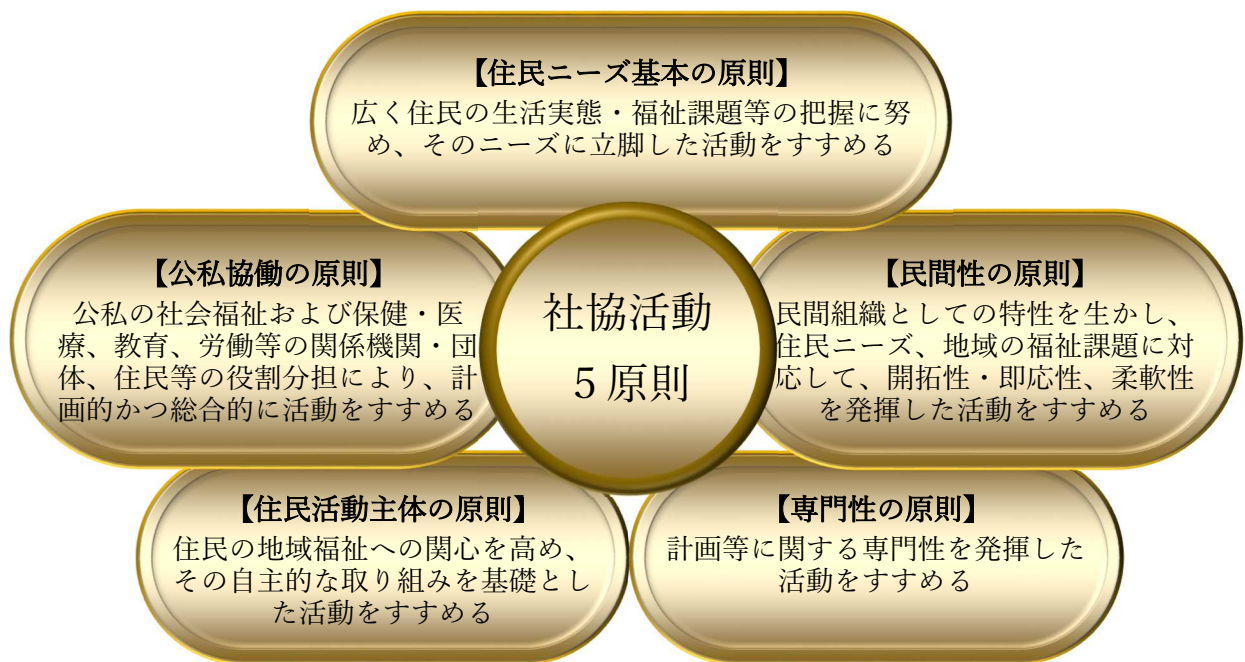 【住民ニーズ基本の原則】
広く住民の生活実態・福祉課題等の把握に努
め、そのニーズに立脚した活動をすすめる
【公私協働の原則】
公私の社会福祉および保健・医
療、教育、労働等の関係機関・団
体、住民等の役割分担により、計
画的かつ総合的に活動をすすめる
社協活動
5原則
【民間性の原則】
民間組織としての特性を生かし、
住民ニーズ、地域の福祉課題に対
応して、開拓性・即応性、柔軟性
を発揮した活動をすすめる
【住民活動主体の原則】
住民の地域福祉への関心を高め、
その自主的な取り組みを基礎とし
た活動をすすめる
【専門性の原則】
計画等に関する専門性を発揮した
活動をすすめる